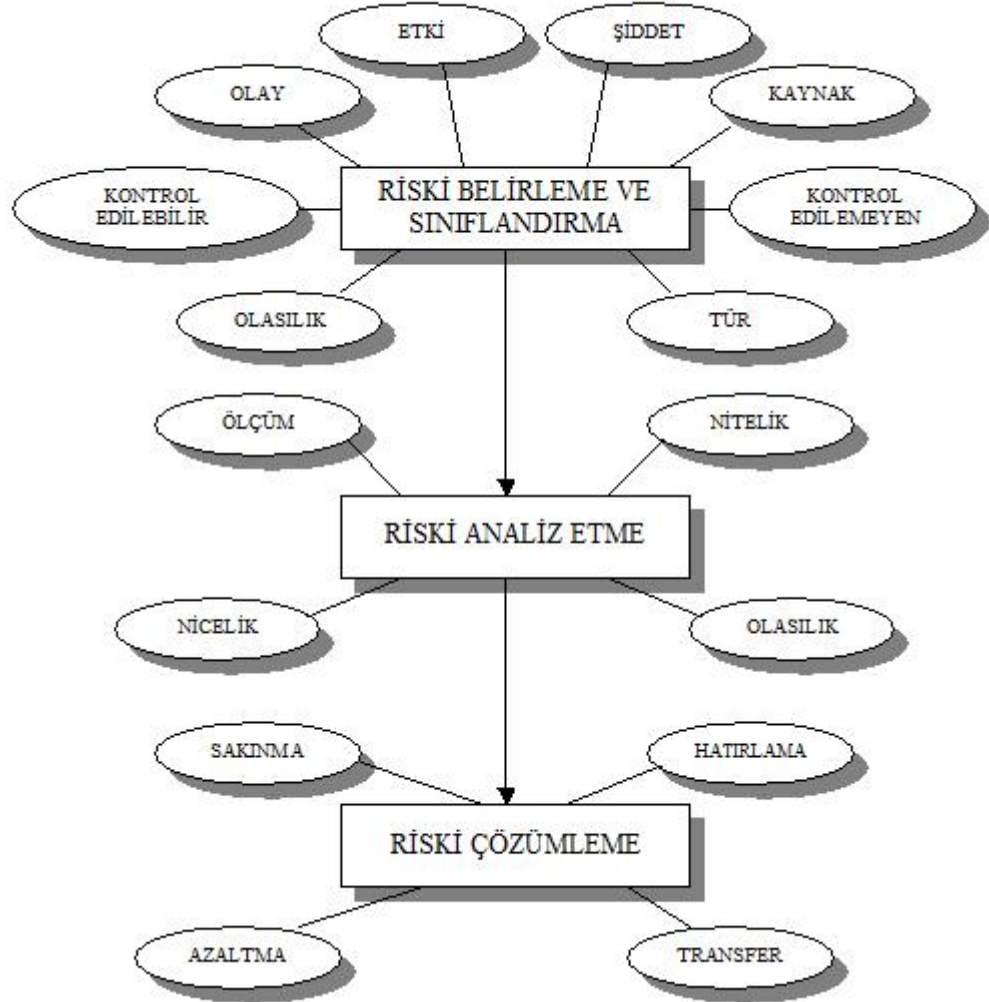 ETKİ
ŞİDDET
OLAY
KAYNAK
KONTROL
EDİLEBİLİR
RİSKİ BELİRLEME VE
SINIFLANDIRMA
KONTROL
EDİLEMEYEN
OLASILIK
TÜR
ÖLÇÜM
NİTELİK
RİSKİ ANALİZ ETME
NİCELİK
OLASILIK
SAKINMA
HATIRLAMA
RİSKİ ÇÖZÜMLEME
AZALTMA
TRANSFER